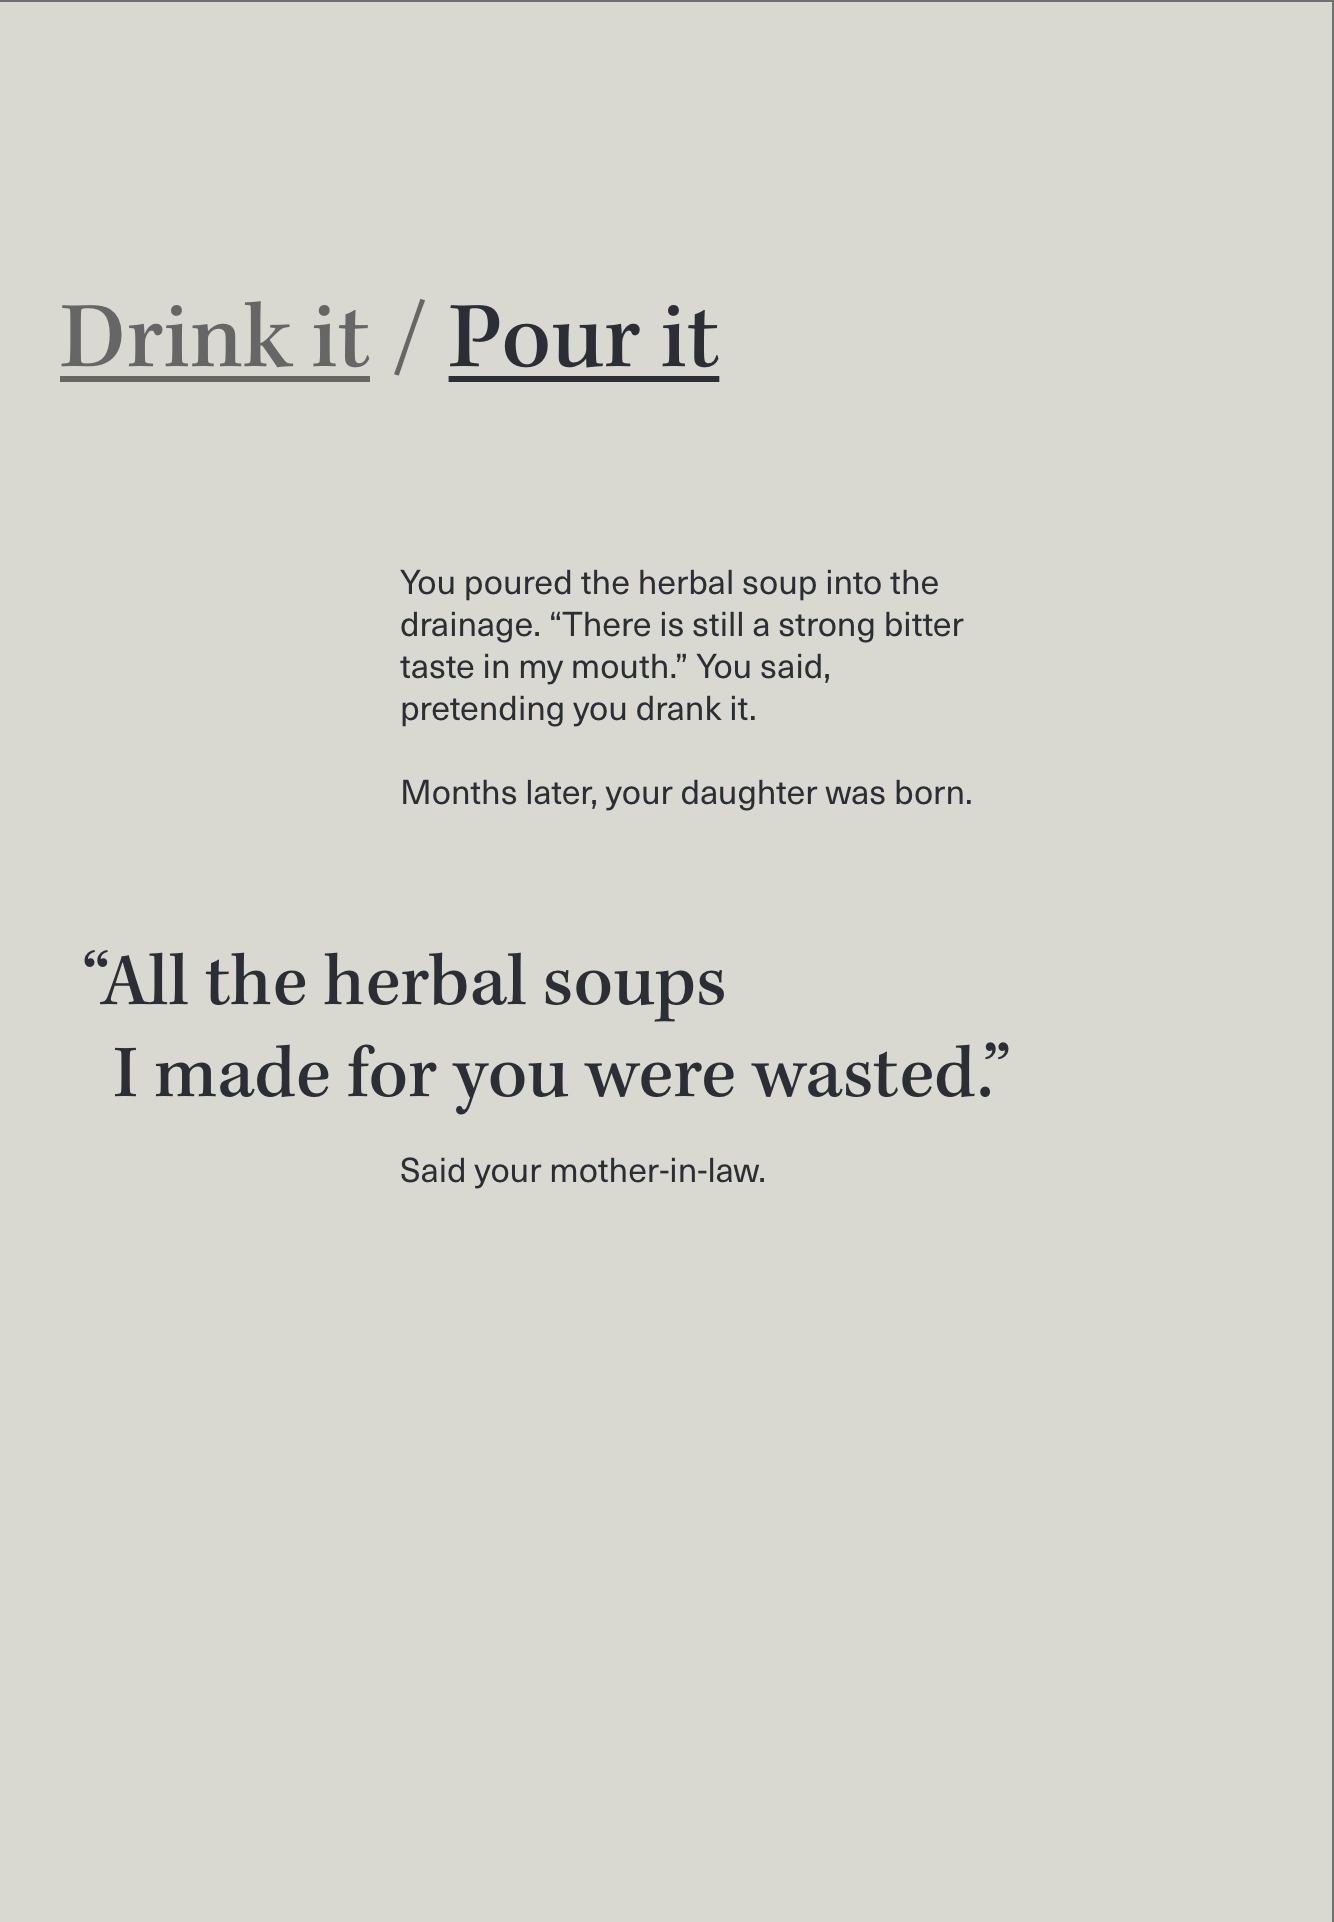 Drink it / Pour it
You poured the herbal soup into the
drainage. “There is still a strong bitter
taste in my mouth.” You said,
pretending you drank it.
Months later, your daughter was born.
“All the herbal soups
I made for you were wasted.”
Said your mother-in-law.